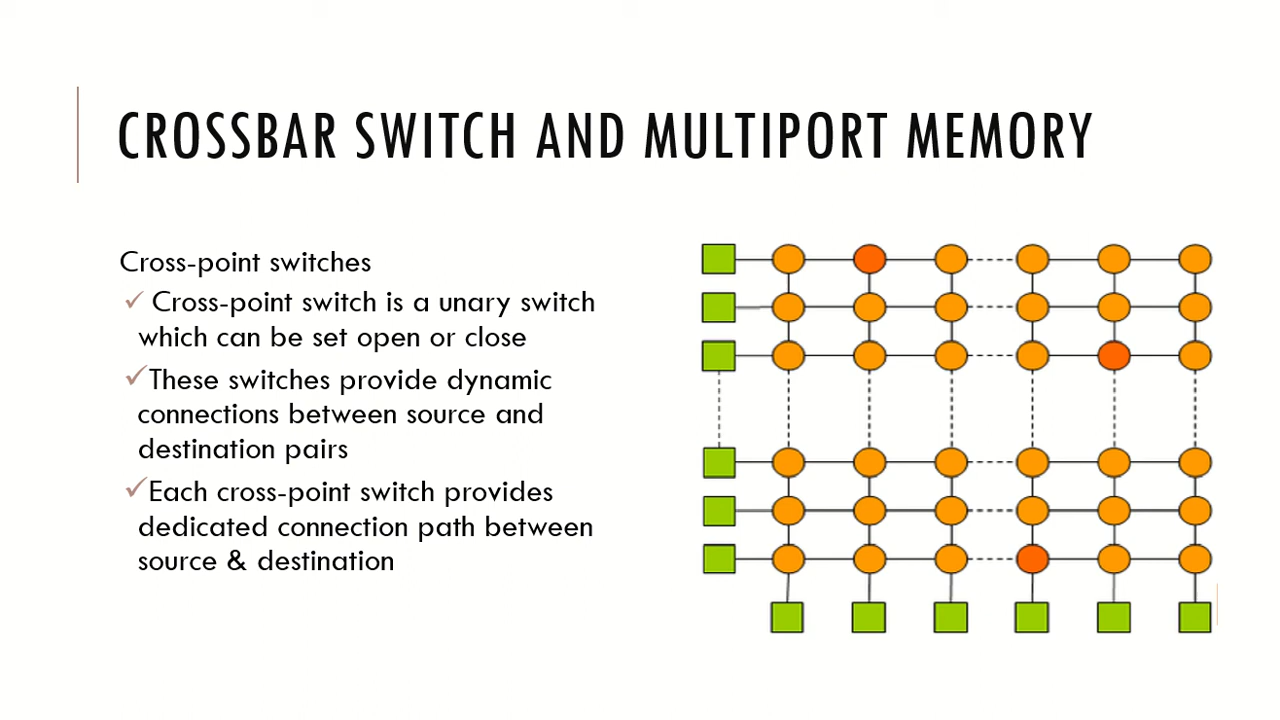 CROSSBAR SWITCH AND MULTIPORT MEMORY
Cross-point switches
✓ Cross-point switch is a unary switch
which can be set open or close
✓These switches provide dynamic
connections between source and
destination pairs
✓Each cross-point switch provides
dedicated connection path between
source & destination